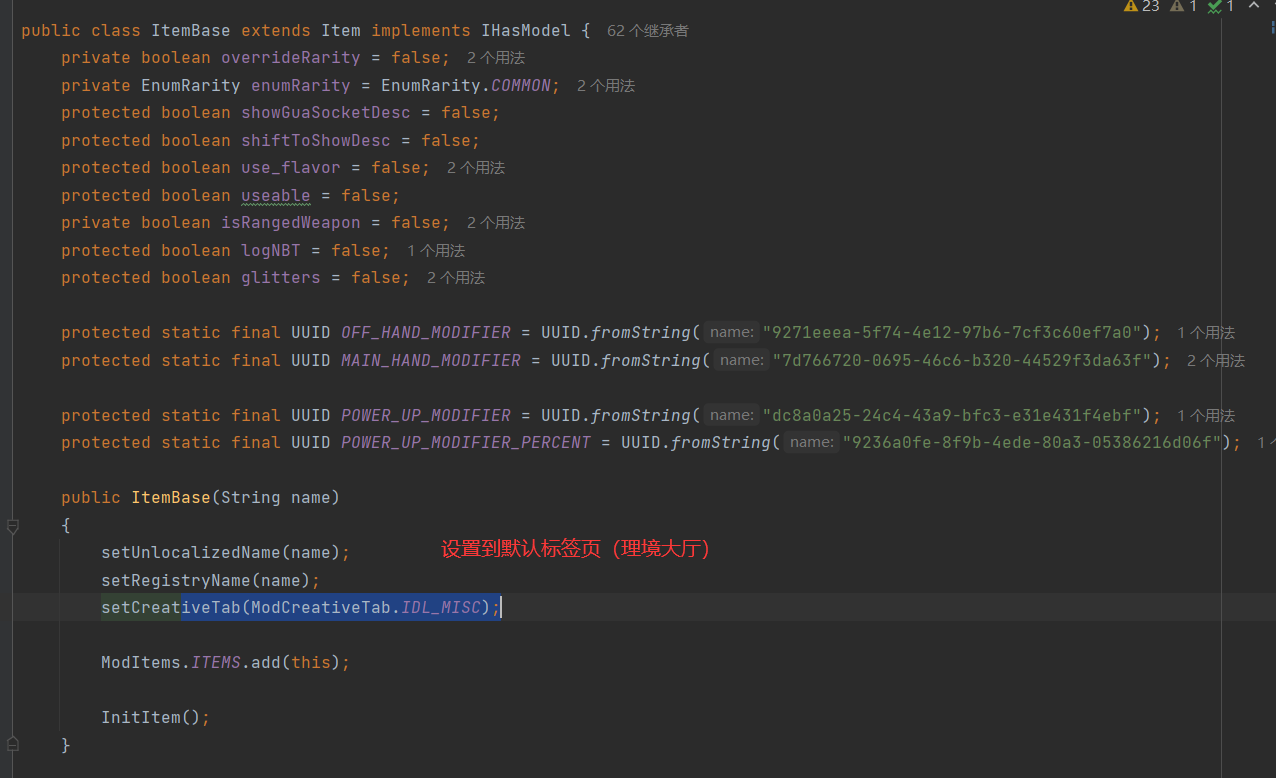 23 1 1
public class ItemBase extends Item implements IHasModel { 62 个继承者
private boolean overrideRarity = false; 2 个用法
private EnumRarity enumRarity = EnumRarity.COMMON; 2 个用法
protected boolean showGuaSocketDesc = false;
protected boolean shiftToShowDesc = false;
protected boolean use_flavor = false; 2 个用法
protected boolean useable = false;
private boolean isRangedWeapon = false; 2 个用法
protected boolean logNBT = false; 1 个用法
protected boolean glitters = false; 2 个用法
protected static final UUID OFF_HAND_MODIFIER = UUID.fromString( name: "9271eeea-5f74-4e12-97b6-7cf3c60ef7a0"); 1 个用法
protected static final UUID MAIN_HAND_MODIFIER = UUID.fromString( name: "7d766720-0695-46c6-b320-44529f3da63f"); 2 个用法
protected static final UUID POWER_UP_MODIFIER = UUID.fromString( name: "dc8a0a25-24c4-43a9-bfc3-e31e431f4ebf"); 1 个用法
protected static final UUID POWER_UP_MODIFIER_PERCENT = UUID.fromString( name: "9236a0fe-8f9b-4ede-80a3-05386216d06f"); 1
public ItemBase(String name)
{
设置到默认标签页（理境大厅）
setUnlocalizedName(name);
setRegistryName(name);
setCreativeTab(ModCreativeTab.IDL_MISC);
ModItems.ITEMS.add(this);
InitItem();
}